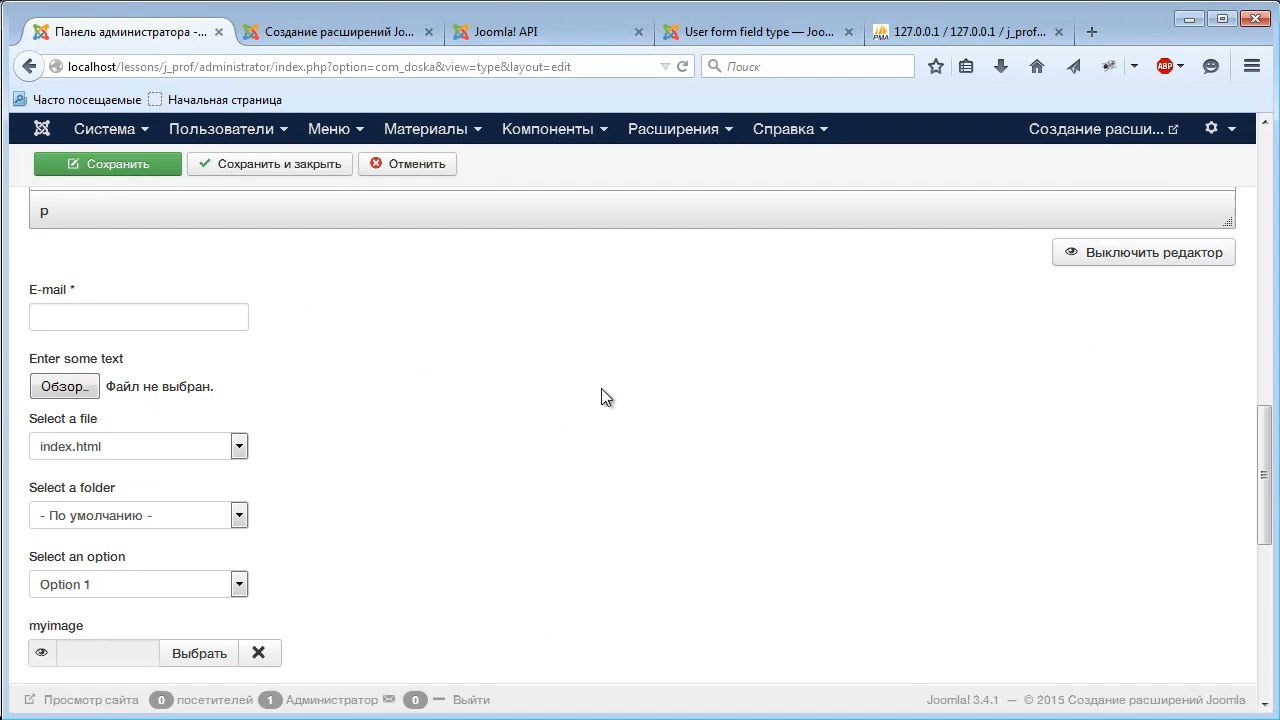 Панель администратора -...
Создание расширений Jo...
Joomla! API
User form field type — Joo...
PMA
127.0.0.1 / 127.0.0.1 / j_prof...
localhost/lessons/j_prof/administrator/index.php?option=com_doska&view=type&layout=edit
Поиск
ABP
Часто посещаемые
Начальная страница
Система
Пользователи
Меню
Материалы
Компоненты
Расширения
Справка
Создание расши...
Сохранить
Сохранить и закрыть
Отменить
p
Выключить редактор
E-mail *
Enter some text
Обзор...
Файл не выбран.
Select a file
index.html
Select a folder
- По умолчанию -
Select an option
Option 1
myimage
Выбрать
Просмотр сайта
0 посетителей
1 Администратор
0
Выйти
Joomla! 3.4.1 — © 2015 Создание расширений Joomla